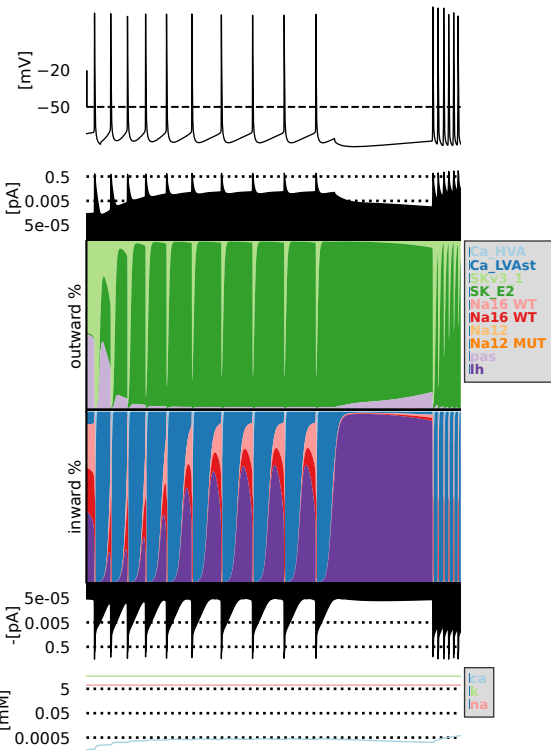 [mV]
−20
−50
[pA]
0.5
0.005
5e-05
outward %
Ca_HVA
Ca_LVAst
SKv3_1
SK_E2
Na16 WT
Na16 WT
Na12
Na12 MUT
pas
Ih
inward %
5e-05
0.005
0.5
-[pA]
ca
k
na
[mM]
5
0.05
0.0005